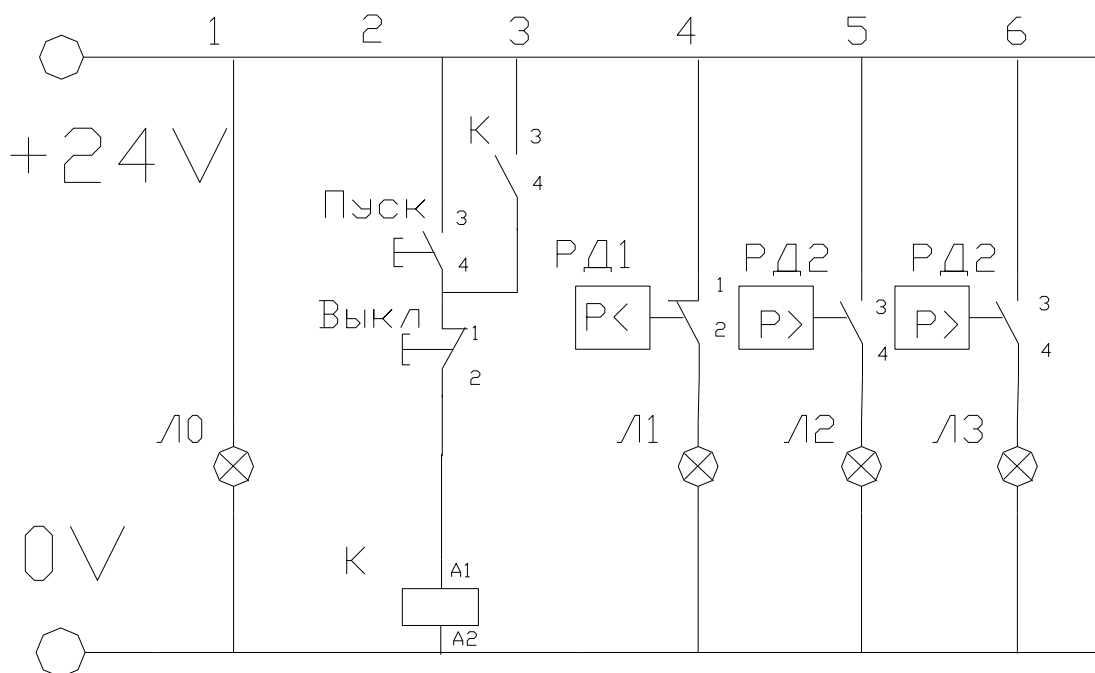 1 2 3 4 5 6
+24V
К 3
4
Пуск 3
4
РД1 РД2 РД2
1
Р< 2
Р> 3
4
Р> 3
4
Выкл 1
2
Л0 Л1 Л2 Л3
0V
К A1
A2